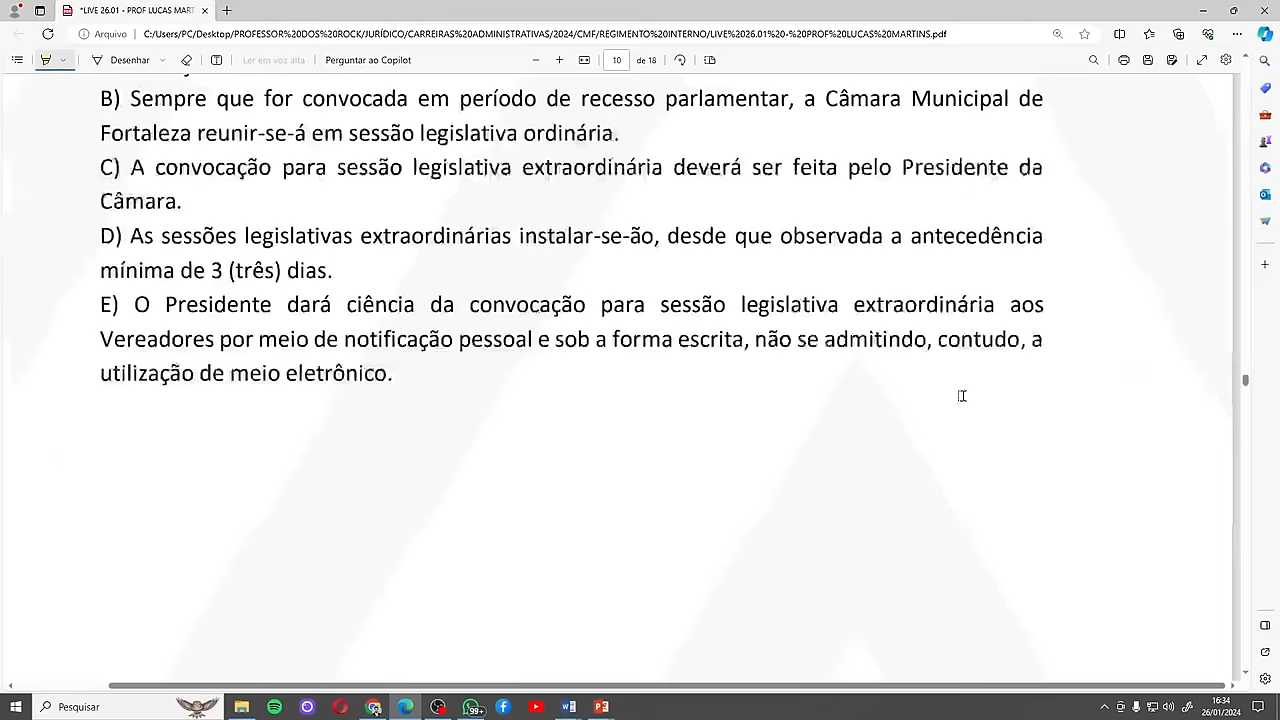 *LIVE 26.01 - PROF LUCAS MART
Arquivo
C:/Users/PC/Desktop/PROFESSOR%20DOS%20ROCK/JURÍDICO/CARREIRAS%20ADMINISTRATIVAS/2024/CMF/REGIMENTO%20INTERNO/LIVE%2026.01%20-%20PROF%20LUCAS%20MARTINS.pdf
Desenhar
Ler em voz alta
Perguntar ao Copilot
10 de 18
B) Sempre que for convocada em período de recesso parlamentar, a Câmara Municipal de
Fortaleza reunir-se-á em sessão legislativa ordinária.
C) A convocação para sessão legislativa extraordinária deverá ser feita pelo Presidente da
Câmara.
D) As sessões legislativas extraordinárias instalar-se-ão, desde que observada a antecedência
mínima de 3 (três) dias.
E) O Presidente dará ciência da convocação para sessão legislativa extraordinária aos
Vereadores por meio de notificação pessoal e sob a forma escrita, não se admitindo, contudo, a
utilização de meio eletrônico.
Pesquisar
99+
16:34
26/01/2024